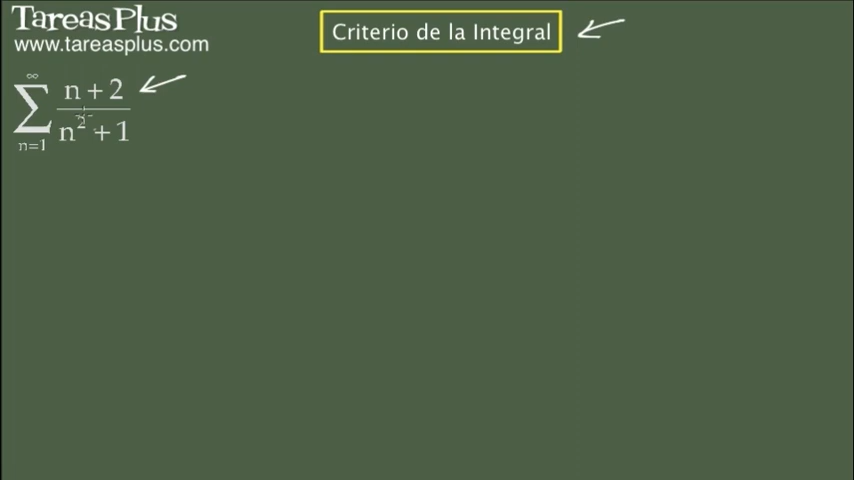 TareasPlus
www.tareasplus.com
Criterio de la Integral
∞
∑ n + 2
n² + 1
n=1